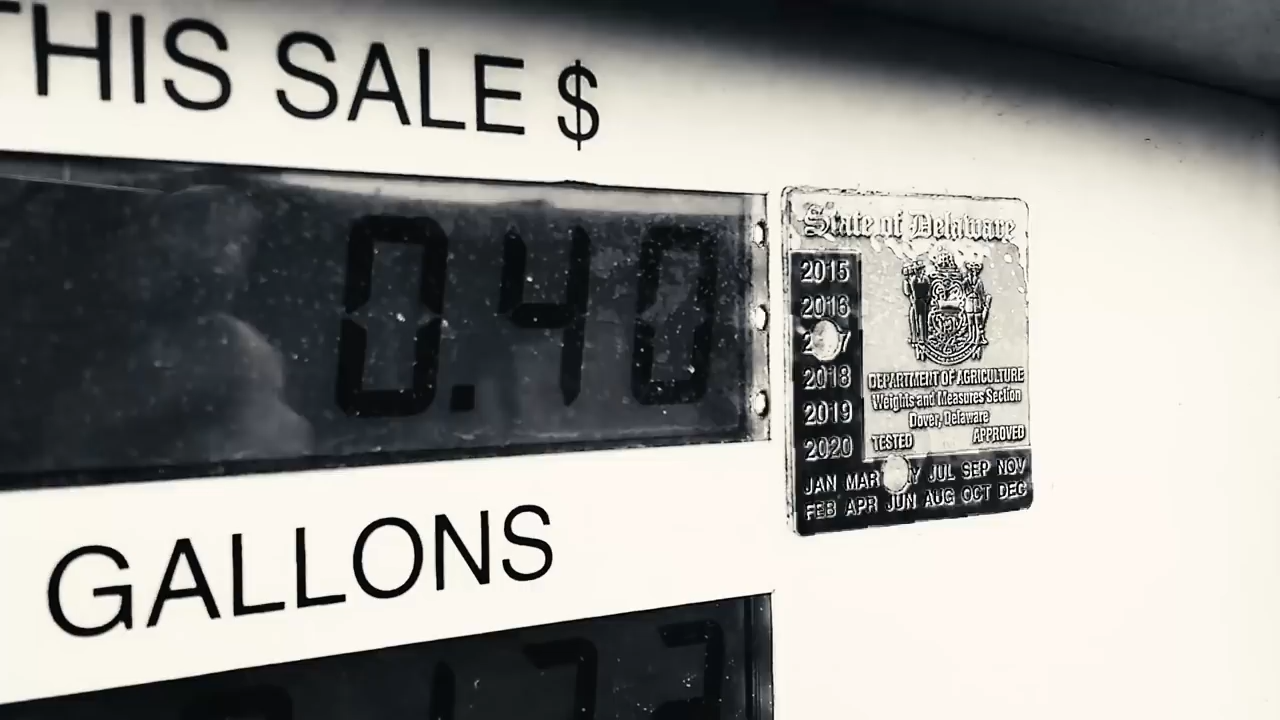 THIS SALE $
0.40
State of Delaware
2015
2016
2018
2019
2020
DEPARTMENT OF AGRICULTURE
Weights and Measures Section
Dover, Delaware
TESTED APPROVED
JAN MAR JUL SEP NOV
FEB APR JUN AUG OCT DEC
GALLONS